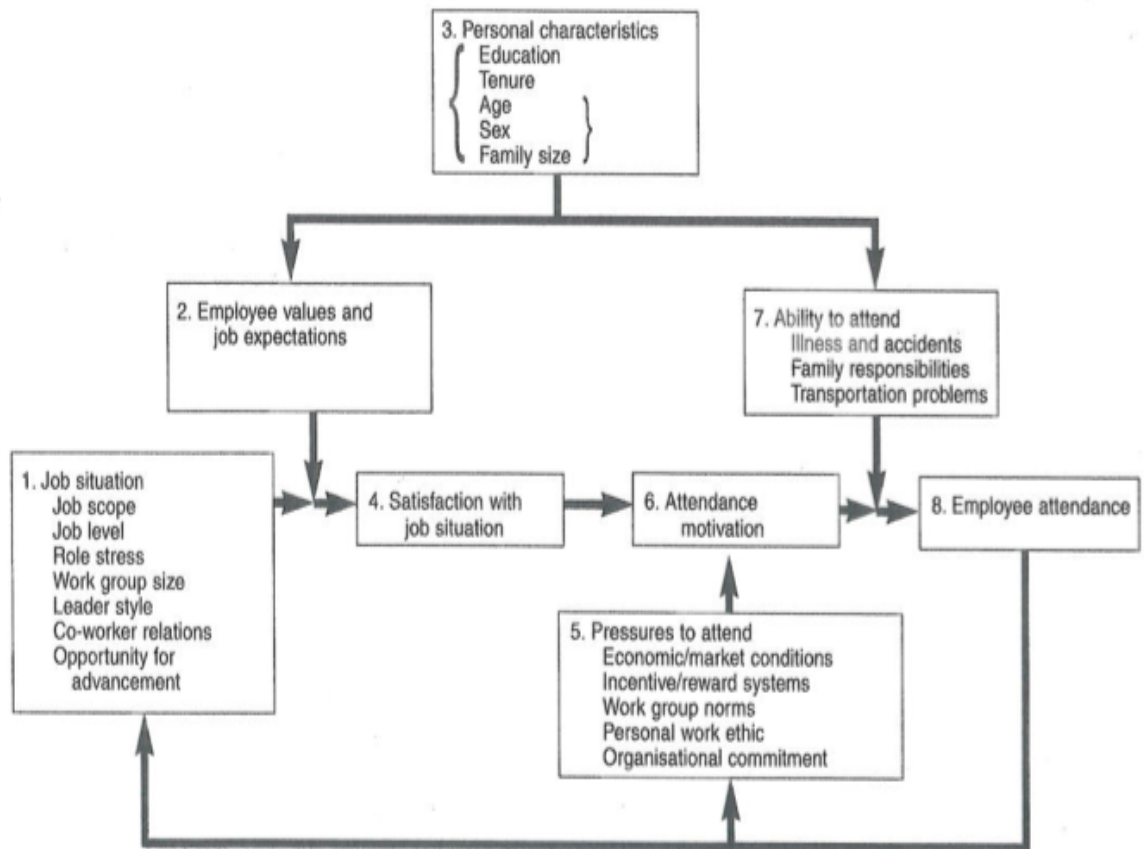 3. Personal characteristics
Education
Tenure
Age
Sex
Family size
2. Employee values and
job expectations
7. Ability to attend
Illness and accidents
Family responsibilities
Transportation problems
1. Job situation
Job scope
Job level
Role stress
Work group size
Leader style
Co-worker relations
Opportunity for
advancement
4. Satisfaction with
job situation
6. Attendance
motivation
8. Employee attendance
5. Pressures to attend
Economic/market conditions
Incentive/reward systems
Work group norms
Personal work ethic
Organisational commitment